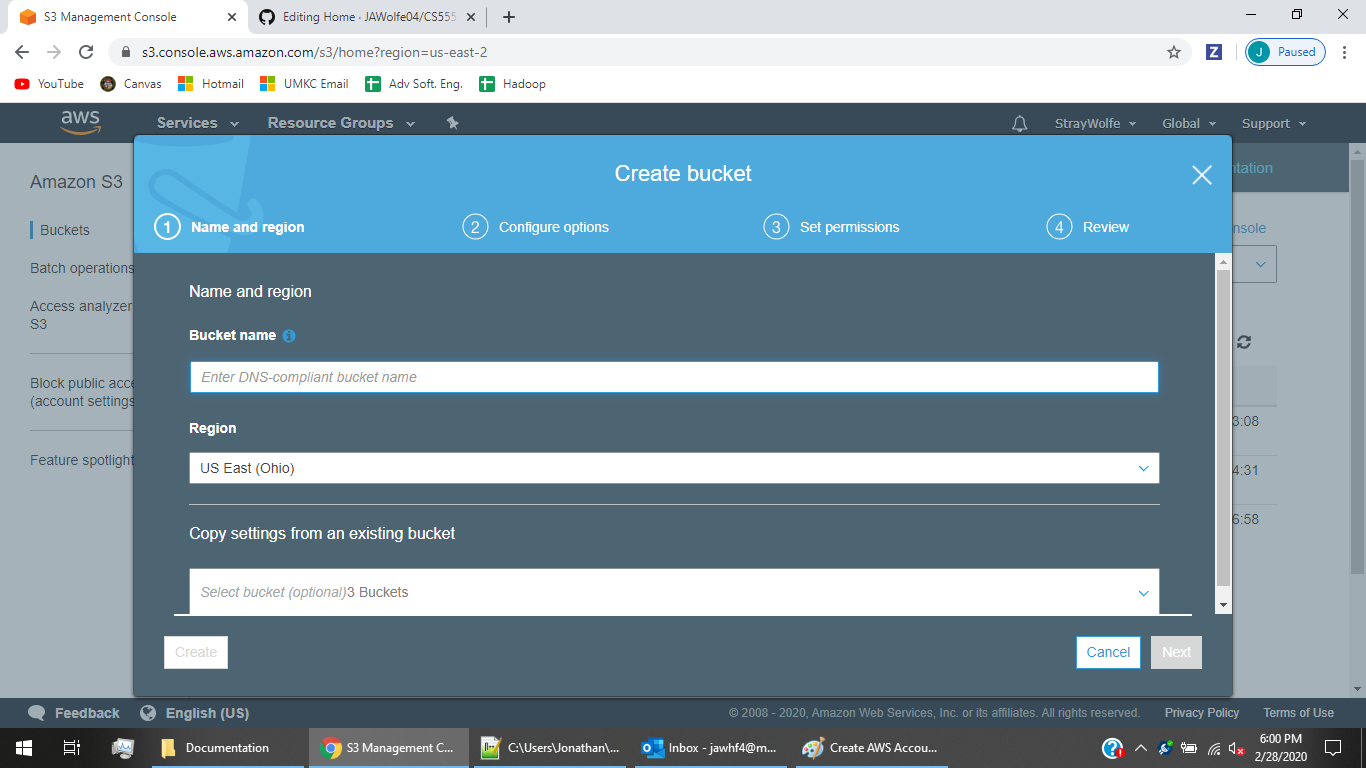 S3 Management Console
Editing Home · JAWolfe04/CS555
s3.console.aws.amazon.com/s3/home?region=us-east-2
J Paused
YouTube Canvas Hotmail UMKC Email Adv Soft. Eng. Hadoop
aws Services Resource Groups StrayWolfe Global Support
Create bucket
1 Name and region 2 Configure options 3 Set permissions 4 Review
Amazon S3
Buckets
Batch operations
Access analyzer
S3
Block public acce
(account settings
Feature spotlight
ntation
nsole
3:08
4:31
6:58
Name and region
Bucket name
Enter DNS-compliant bucket name
Region
US East (Ohio)
Copy settings from an existing bucket
Select bucket (optional)3 Buckets
Create Cancel Next
Feedback English (US) © 2008 - 2020, Amazon Web Services, Inc. or its affiliates. All rights reserved. Privacy Policy Terms of Use
Documentation S3 Management C... C:\Users\Jonathan\... Inbox - jawhf4@m... Create AWS Accou...
6:00 PM
2/28/2020